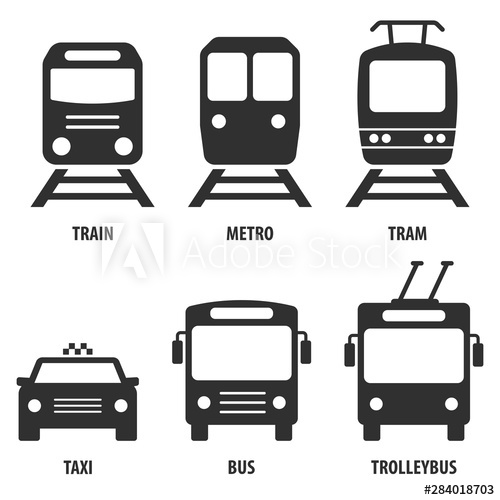 TRAIN METRO TRAM
Adobe Stock
TAXI BUS TROLLEYBUS
#284018703